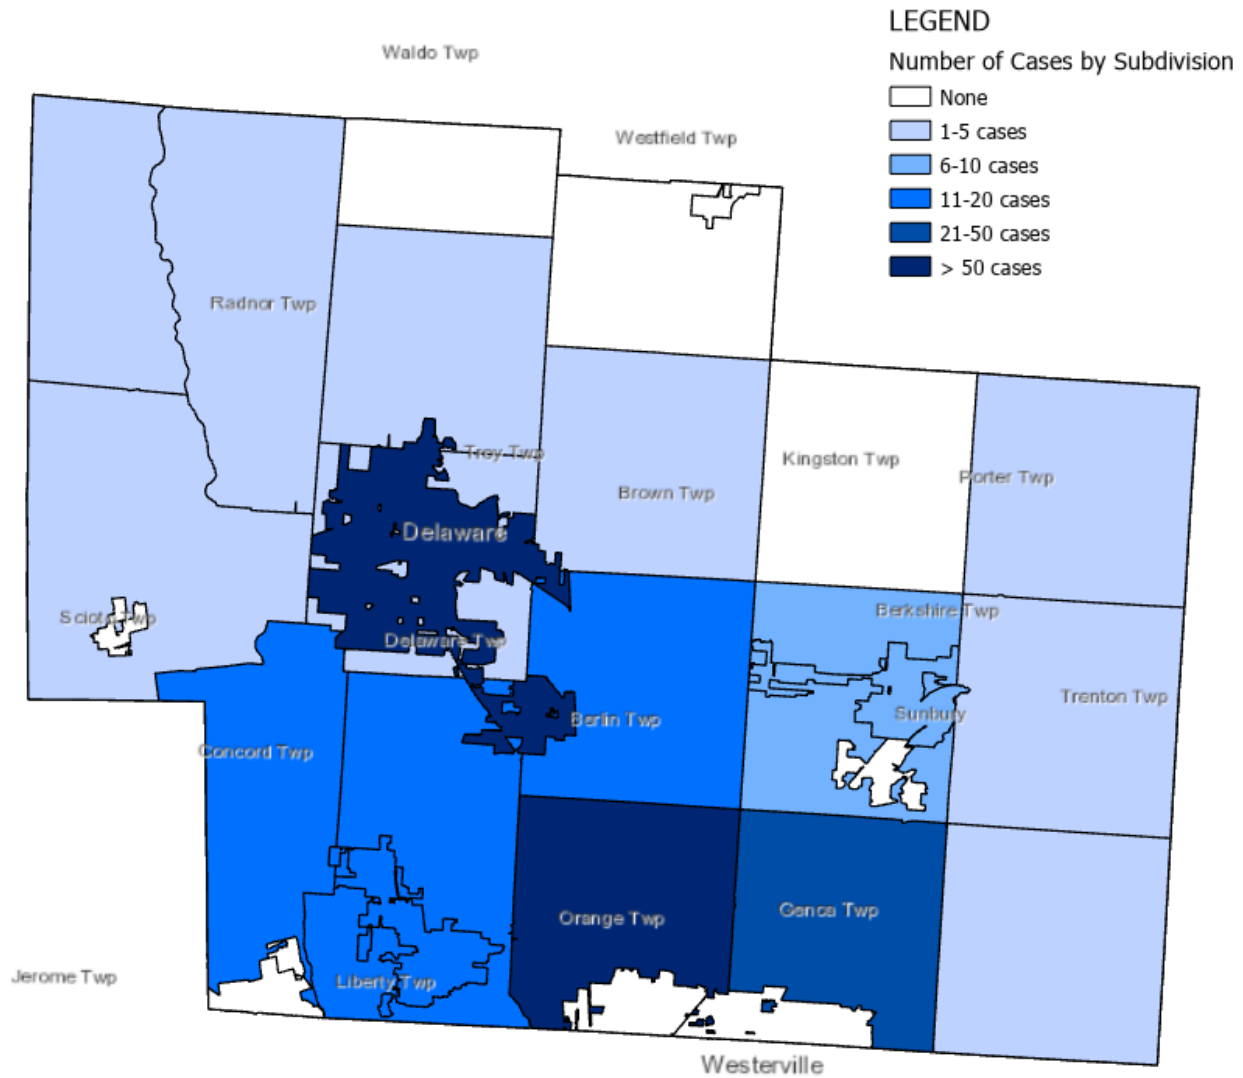 LEGEND
Number of Cases by Subdivision
None
1-5 cases
6-10 cases
11-20 cases
21-50 cases
> 50 cases
Waldo Twp
Westfield Twp
Radnor Twp
Troy Twp
Kingston Twp
Porter Twp
Brown Twp
Delaware
Scioto Twp
Berkshire Twp
Delaware Twp
Trenton Twp
Sunbury
Berlin Twp
Concord Twp
Orange Twp
Genoa Twp
Jerome Twp
Liberty Twp
Westerville